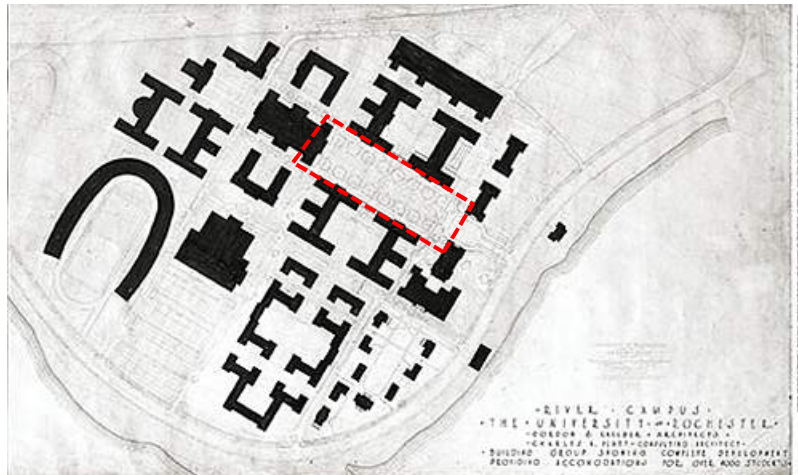 ·RIVER · CAMPUS·
·THE·UNIVERSITY·OF·ROCHESTER·
·GORDON & KAELBER · ARCHITECTS·
·CHARLES A. PLATT·CONSULTING ARCHITECT·
·BUILDING GROUP SHOWING COMPLETE DEVELOPMENT
PROVIDING ACCOMODATIONS FOR OVER 4000 STUDENTS